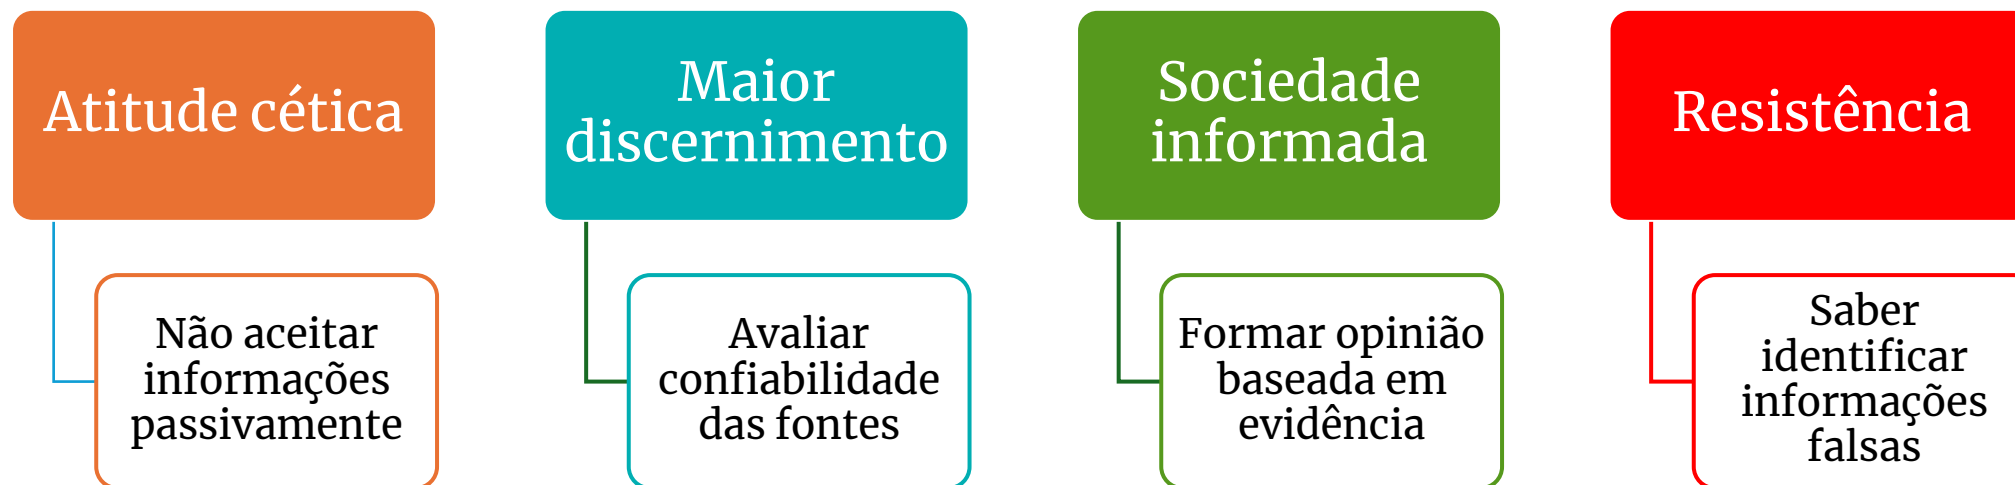 Atitude cética
Não aceitar
informações
passivamente
Maior
discernimento
Avaliar
confiabilidade
das fontes
Sociedade
informada
Formar opinião
baseada em
evidência
Resistência
Saber
identificar
informações
falsas